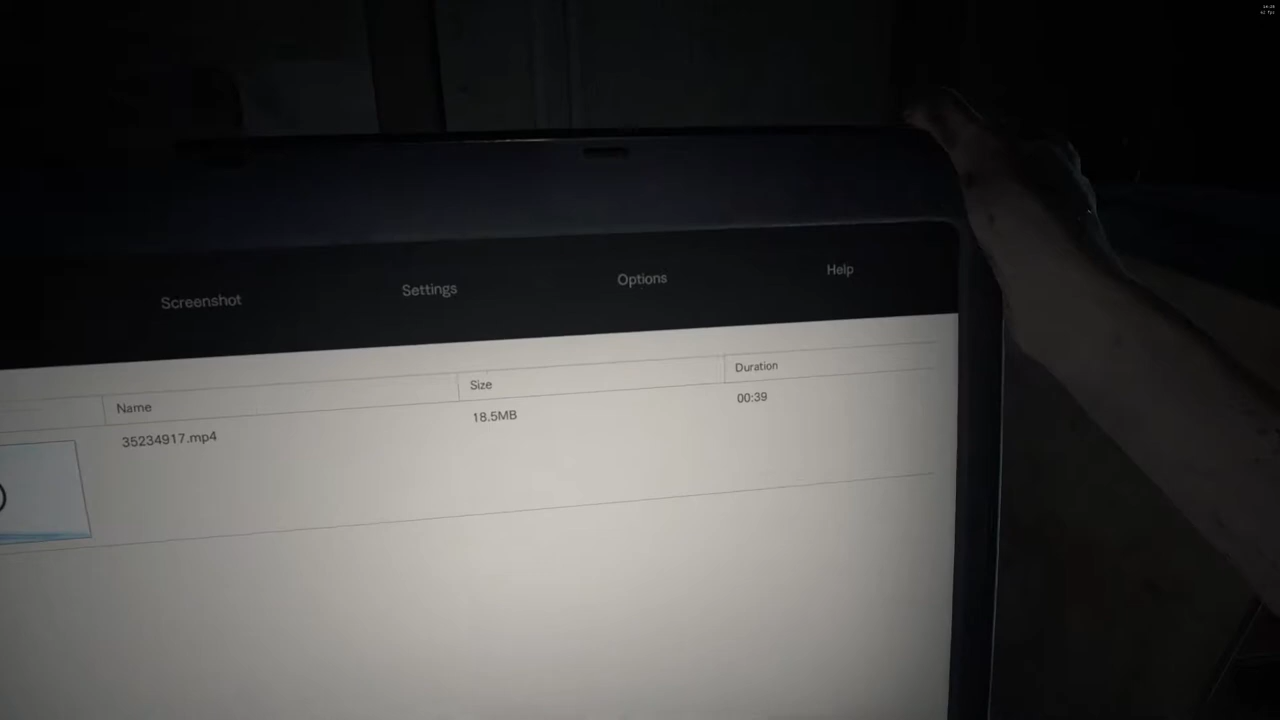 Screenshot Settings Options Help
Name Size Duration
35234917.mp4 18.5MB 00:39